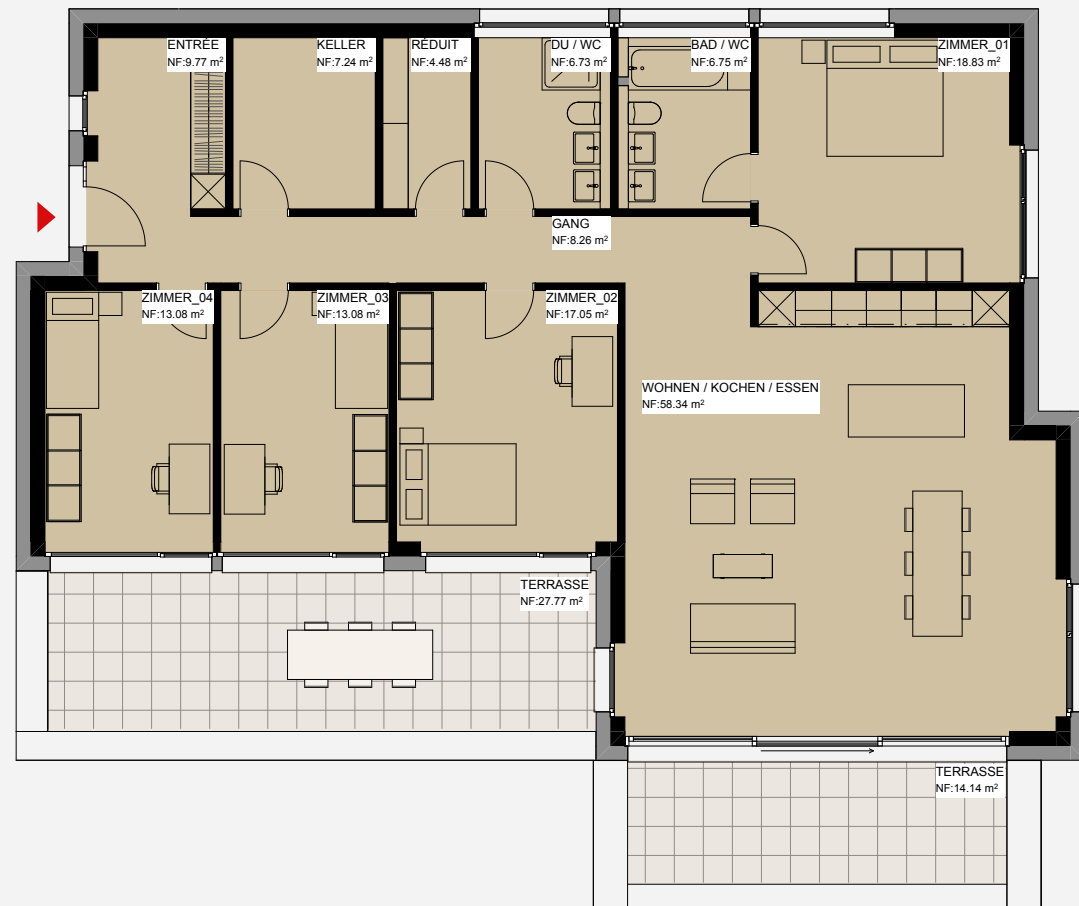 ENTRÉE
NF:9.77 m²
KELLER
NF:7.24 m²
RÉDUIT
NF:4.48 m²
DU / WC
NF:6.73 m²
BAD / WC
NF:6.75 m²
ZIMMER_01
NF:18.83 m²
GANG
NF:8.26 m²
ZIMMER_04
NF:13.08 m²
ZIMMER_03
NF:13.08 m²
ZIMMER_02
NF:17.05 m²
WOHNEN / KOCHEN / ESSEN
NF:58.34 m²
TERRASSE
NF:27.77 m²
TERRASSE
NF:14.14 m²